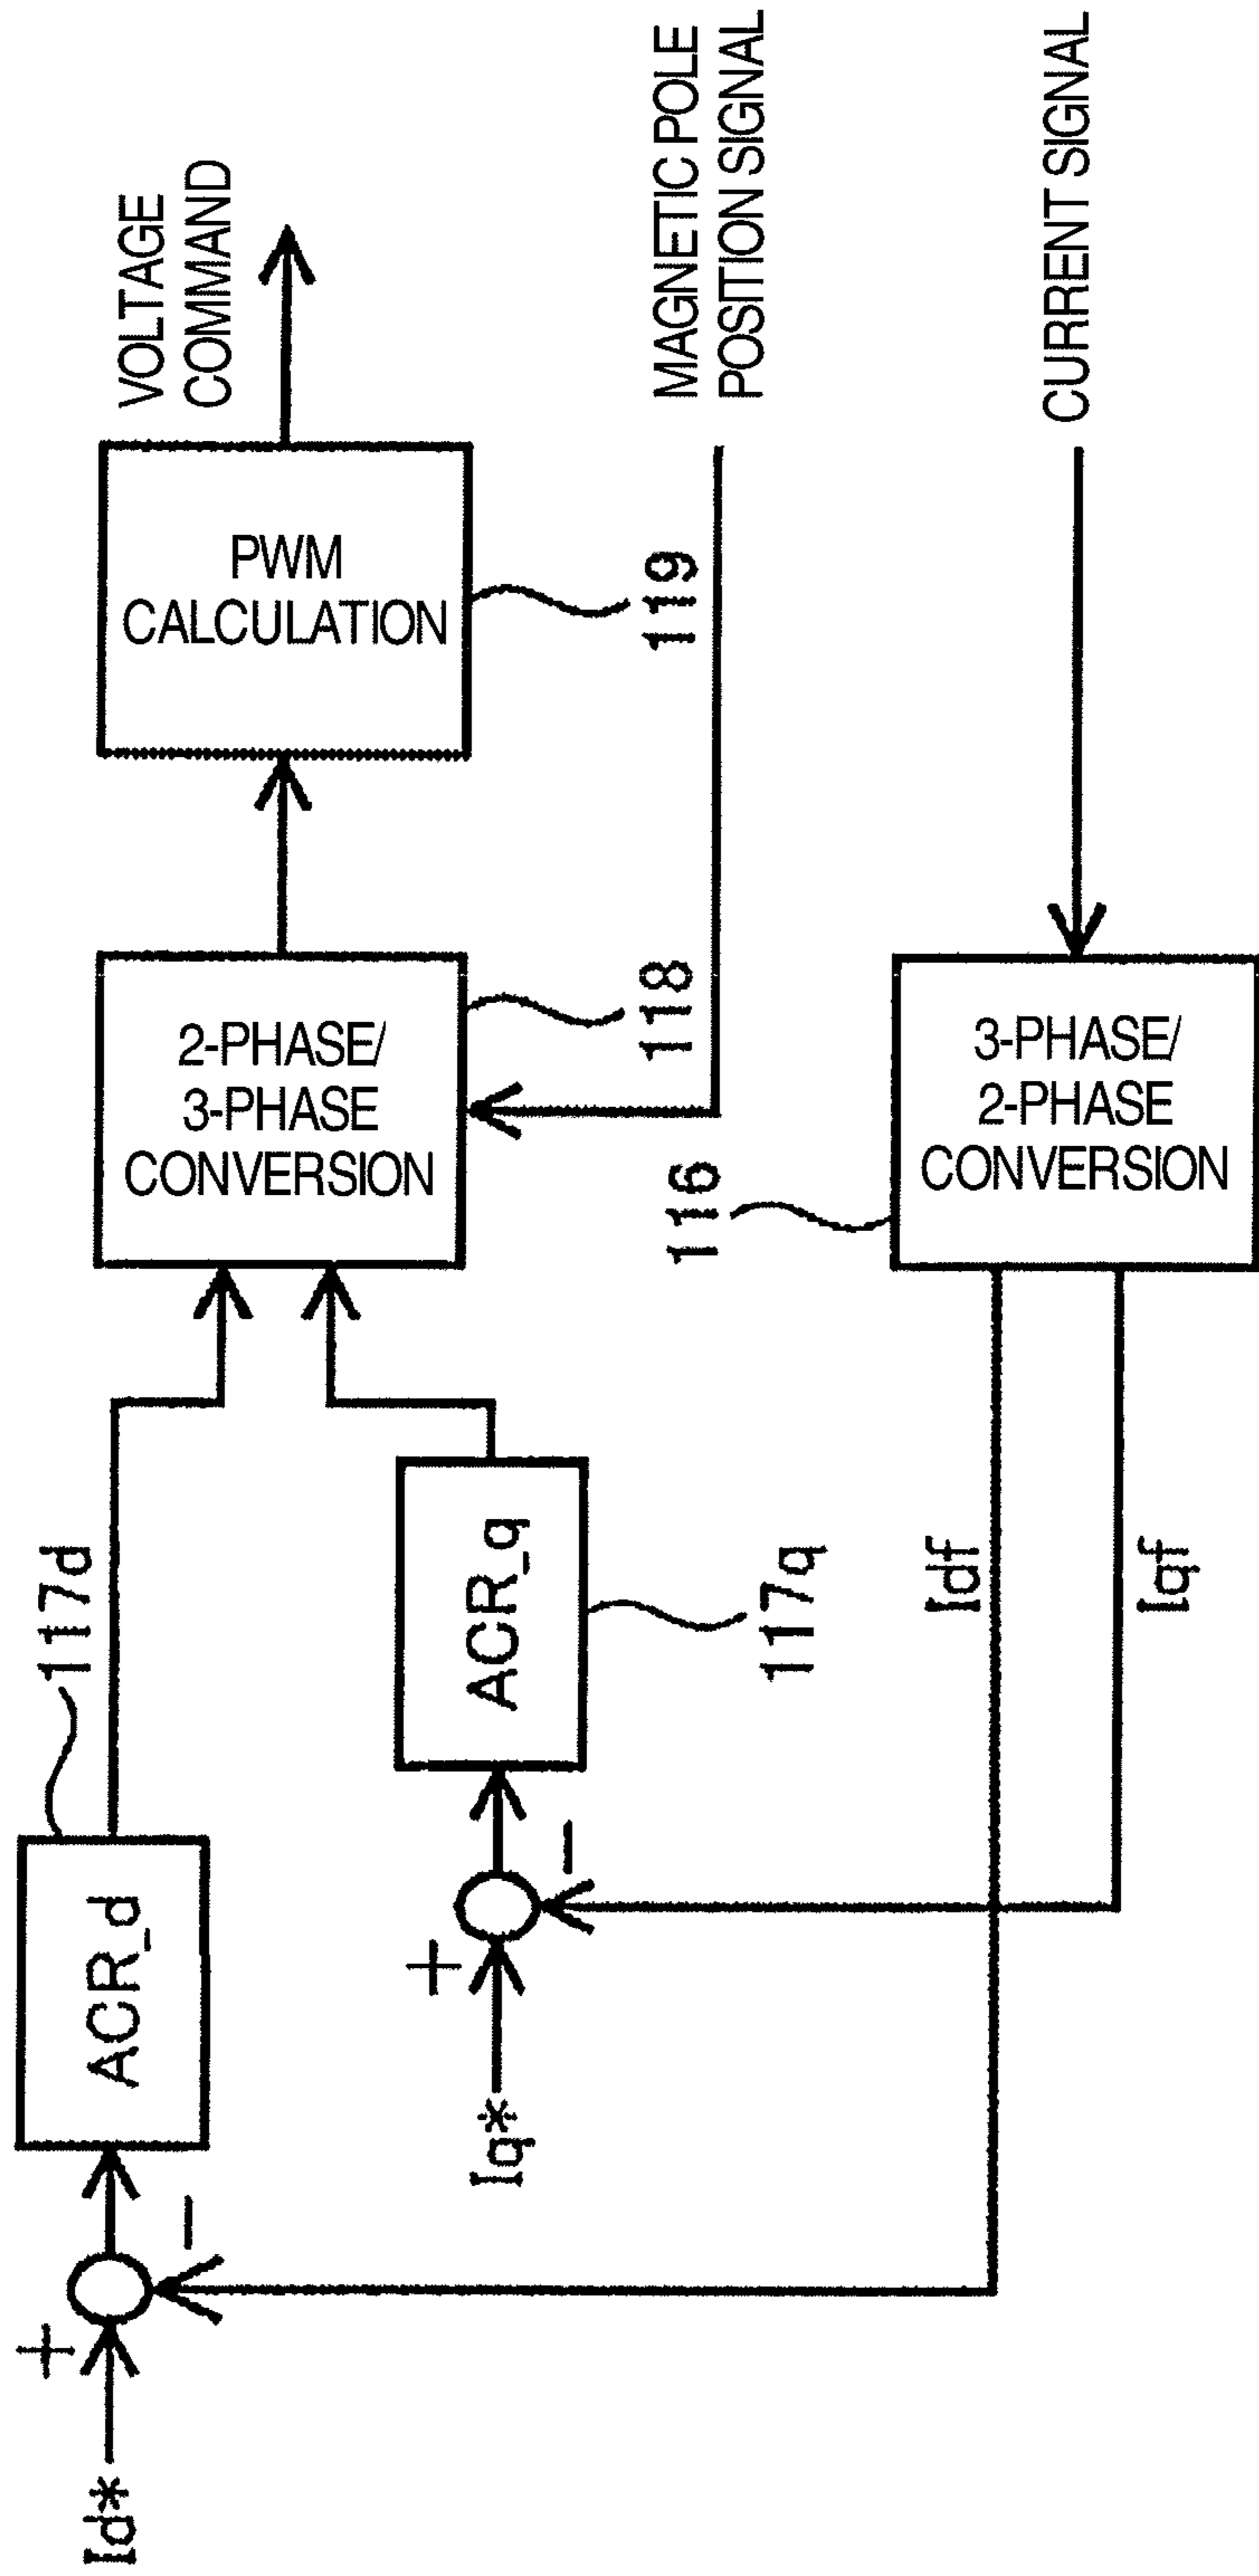 Id*
+
-
ACR_d
117d
Iq*
+
-
ACR_q
117q
2-PHASE/
3-PHASE
CONVERSION
118
PWM
CALCULATION
119
VOLTAGE
COMMAND
MAGNETIC POLE
POSITION SIGNAL
Idf
Iqf
116
3-PHASE/
2-PHASE
CONVERSION
CURRENT SIGNAL